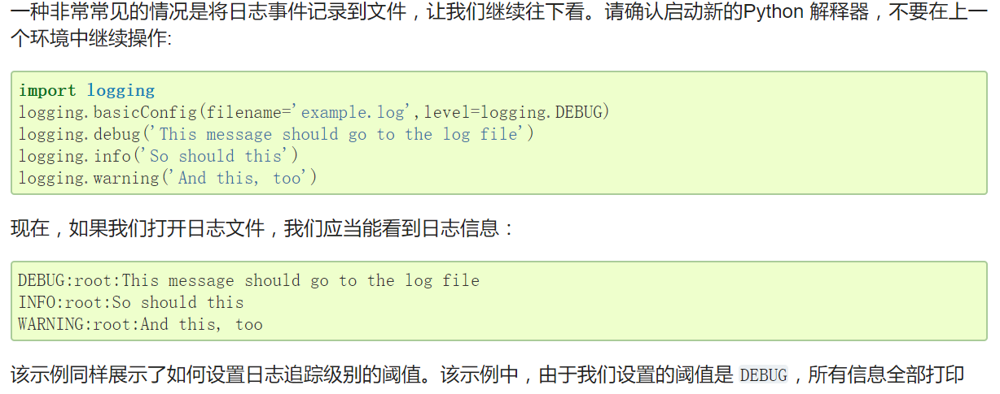 一种非常常见的情况是将日志事件记录到文件，让我们继续往下看。请确认启动新的Python 解释器，不要在上一
个环境中继续操作:
import logging
logging.basicConfig(filename='example.log',level=logging.DEBUG)
logging.debug('This message should go to the log file')
logging.info('So should this')
logging.warning('And this, too')
现在，如果我们打开日志文件，我们应当能看到日志信息：
DEBUG:root:This message should go to the log file
INFO:root:So should this
WARNING:root:And this, too
该示例同样展示了如何设置日志追踪级别的阈值。该示例中，由于我们设置的阈值是 DEBUG，所有信息全部打印